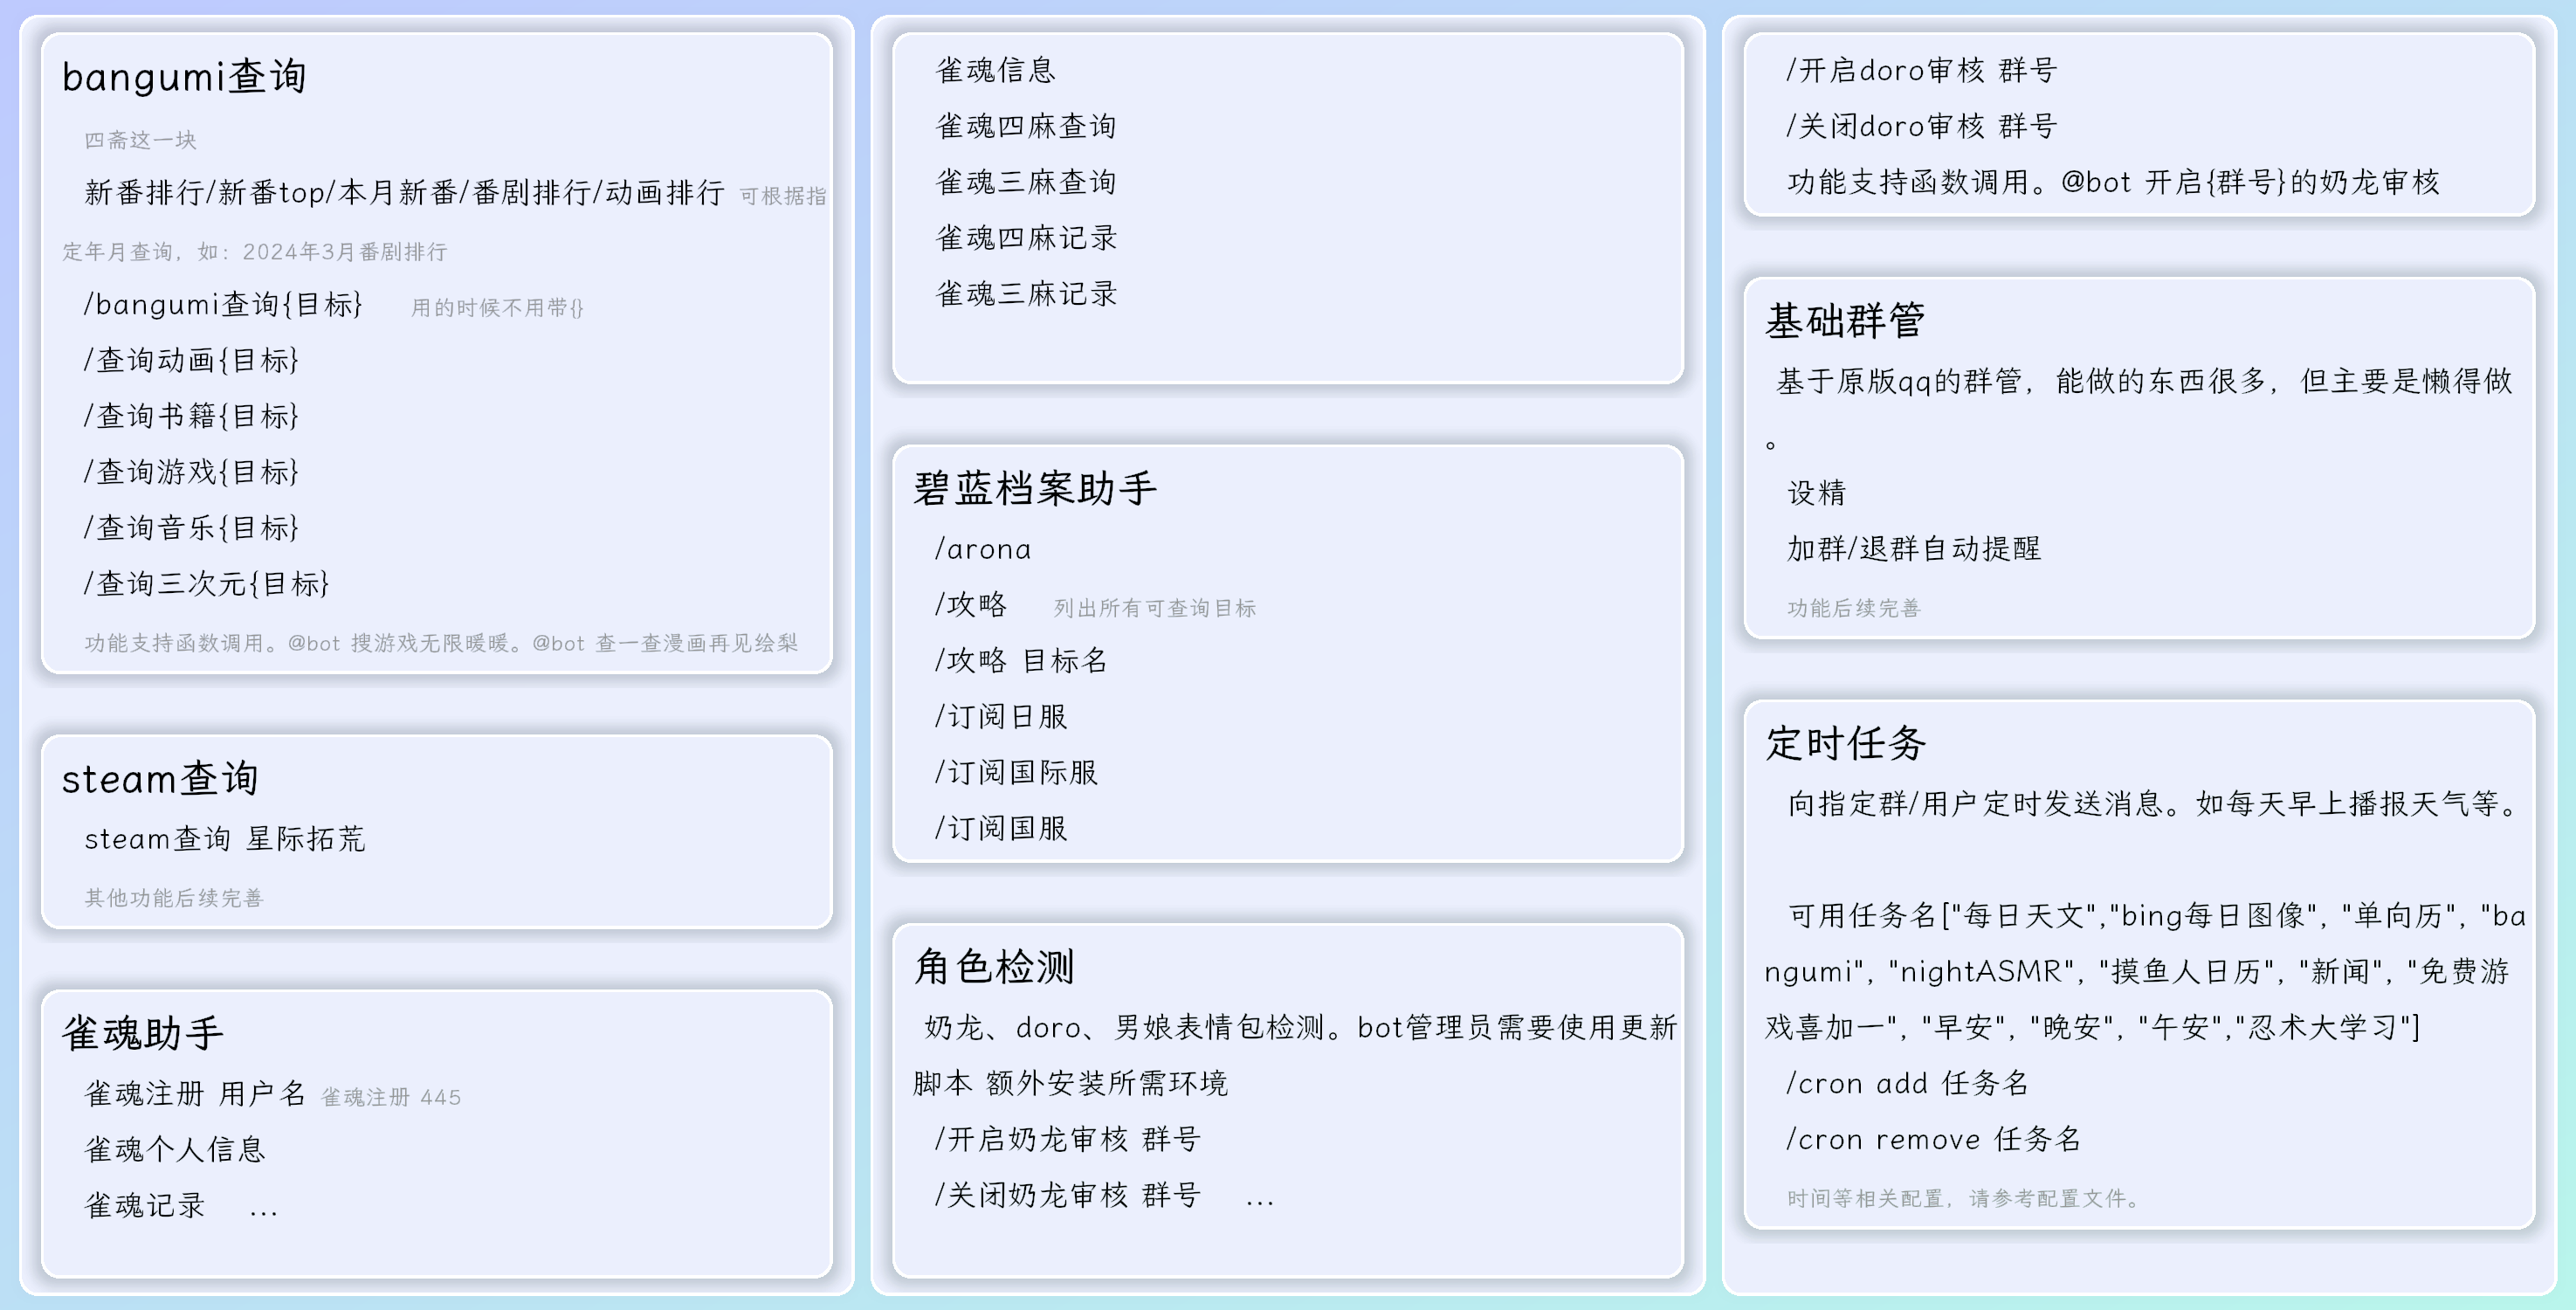 bangumi查询
四斋这一块
新番排行/新番top/本月新番/番剧排行/动画排行 可根据指
定年月查询，如：2024年3月番剧排行
/bangumi查询{目标} 用的时候不用带{}
/查询动画{目标}
/查询书籍{目标}
/查询游戏{目标}
/查询音乐{目标}
/查询三次元{目标}
功能支持函数调用。@bot 搜游戏无限暖暖。@bot 查一查漫画再见绘梨
steam查询
steam查询 星际拓荒
其他功能后续完善
雀魂助手
雀魂注册 用户名 雀魂注册 445
雀魂个人信息
雀魂记录 ...
雀魂信息
雀魂四麻查询
雀魂三麻查询
雀魂四麻记录
雀魂三麻记录
碧蓝档案助手
/arona
/攻略 列出所有可查询目标
/攻略 目标名
/订阅日服
/订阅国际服
/订阅国服
角色检测
奶龙、doro、男娘表情包检测。bot管理员需要使用更新
脚本 额外安装所需环境
/开启奶龙审核 群号
/关闭奶龙审核 群号 ...
/开启doro审核 群号
/关闭doro审核 群号
功能支持函数调用。@bot 开启{群号}的奶龙审核
基础群管
基于原版qq的群管，能做的东西很多，但主要是懒得做
。
设精
加群/退群自动提醒
功能后续完善
定时任务
向指定群/用户定时发送消息。如每天早上播报天气等。
可用任务名["每日天文","bing每日图像", "单向历", "ba
ngumi", "nightASMR", "摸鱼人日历", "新闻", "免费游
戏喜加一", "早安", "晚安", "午安","忍术大学习"]
/cron add 任务名
/cron remove 任务名
时间等相关配置，请参考配置文件。